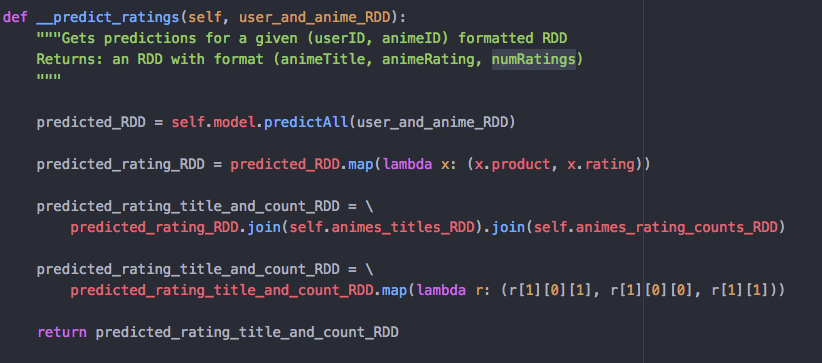 def __predict_ratings(self, user_and_anime_RDD):
    """Gets predictions for a given (userID, animeID) formatted RDD
    Returns: an RDD with format (animeTitle, animeRating, numRatings)
    """
    predicted_RDD = self.model.predictAll(user_and_anime_RDD)
    predicted_rating_RDD = predicted_RDD.map(lambda x: (x.product, x.rating))
    predicted_rating_title_and_count_RDD = \
        predicted_rating_RDD.join(self.animes_titles_RDD).join(self.animes_rating_counts_RDD)
    predicted_rating_title_and_count_RDD = \
        predicted_rating_title_and_count_RDD.map(lambda r: (r[1][0][1], r[1][0][0], r[1][1]))
    return predicted_rating_title_and_count_RDD